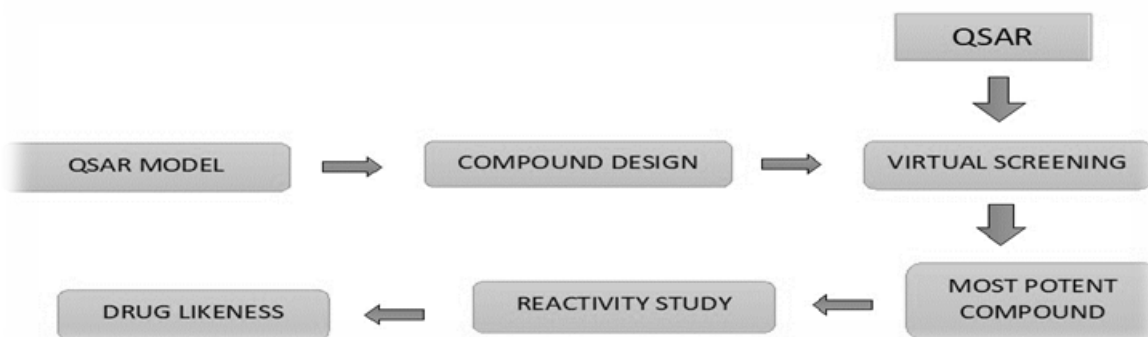 QSAR
QSAR MODEL
COMPOUND DESIGN
VIRTUAL SCREENING
MOST POTENT
COMPOUND
REACTIVITY STUDY
DRUG LIKENESS